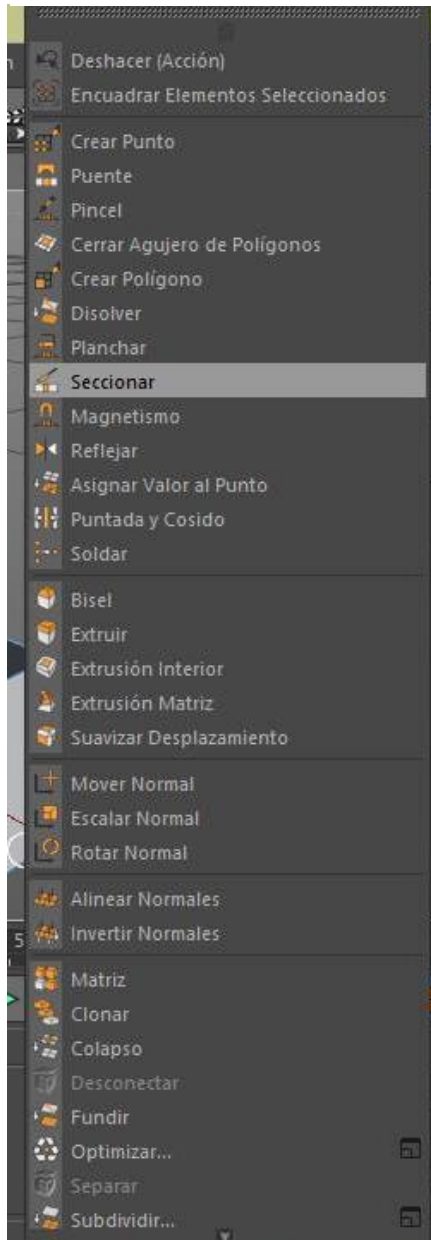 Deshacer (Acción)
Encuadrar Elementos Seleccionados
Crear Punto
Puente
Pincel
Cerrar Agujero de Polígonos
Crear Polígono
Disolver
Planchar
Seccionar
Magnetismo
Reflejar
Asignar Valor al Punto
Puntada y Cosido
Soldar
Bisel
Extruir
Extrusión Interior
Extrusión Matriz
Suavizar Desplazamiento
Mover Normal
Escalar Normal
Rotar Normal
Alinear Normales
5
Invertir Normales
Matriz
Clonar
Colapso
Desconectar
Fundir
Optimizar...
Separar
Subdividir...